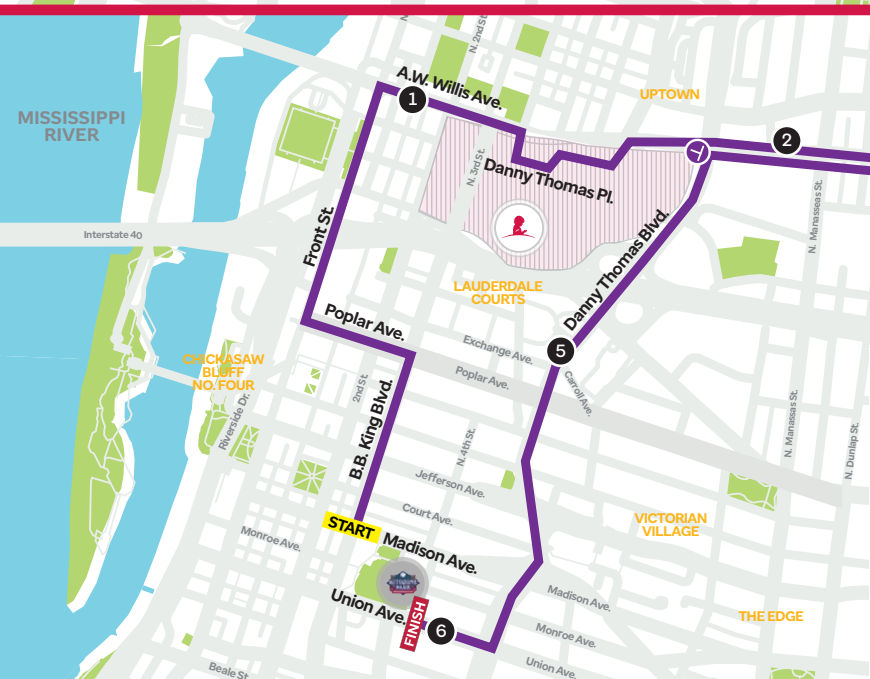 N. 2nd St.
A.W. Willis Ave.
1
UPTOWN
MISSISSIPPI
RIVER
2
N. 3rd St.
Danny Thomas Pl.
N. Manasseas St.
Interstate 40
Front St.
Danny Thomas Blvd.
LAUDERDALE
COURTS
Poplar Ave.
Exchange Ave.
5
CHICKASAW
BLUFF
NO. FOUR
Poplar Ave.
Carroll Ave.
2nd St.
B.B. King Blvd.
Riverside Dr.
N. Manassas St.
N. Dunlap St.
N. 4th St.
Jefferson Ave.
Court Ave.
START
Madison Ave.
VICTORIAN
VILLAGE
Monroe Ave.
Union Ave.
FINISH
6
Madison Ave.
THE EDGE
Monroe Ave.
Union Ave.
Beale St